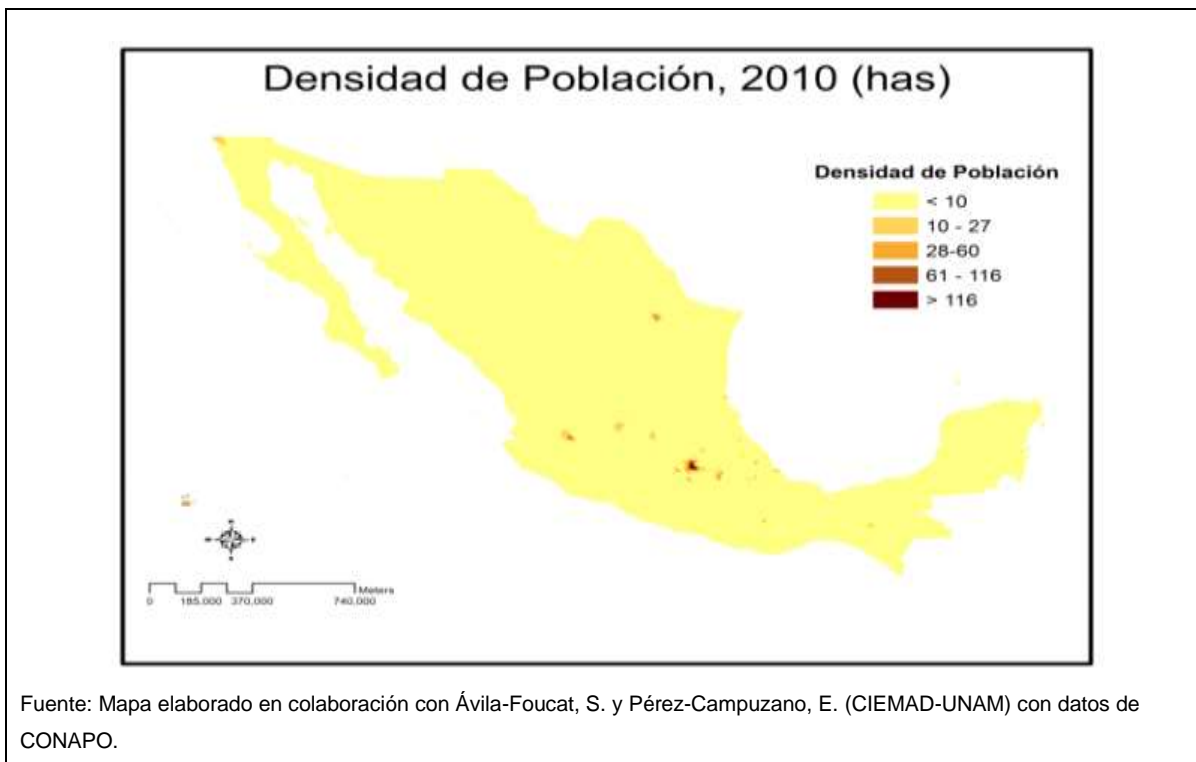 Densidad de Población, 2010 (has)
Densidad de Población
< 10
10 - 27
28-60
61 - 116
> 116
Meters
0 185,000 370,000 740,000
Fuente: Mapa elaborado en colaboración con Ávila-Foucat, S. y Pérez-Campuzano, E. (CIEMAD-UNAM) con datos de
CONAPO.